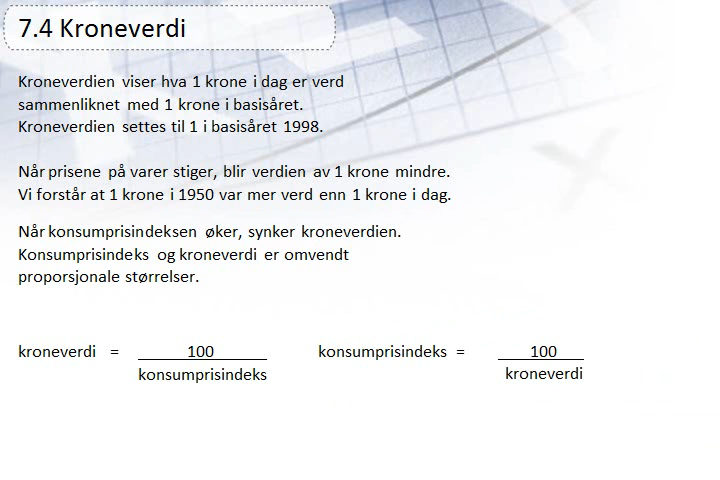 7.4 Kroneverdi
Kroneverdien viser hva 1 krone i dag er verd
sammenliknet med 1 krone i basisåret.
Kroneverdien settes til 1 i basisåret 1998.
Når prisene på varer stiger, blir verdien av 1 krone mindre.
Vi forstår at 1 krone i 1950 var mer verd enn 1 krone i dag.
Når konsumprisindeksen øker, synker kroneverdien.
Konsumprisindeks og kroneverdi er omvendt
proporsjonale størrelser.
kroneverdi = 100 konsumprisindeks = 100
konsumprisindeks kroneverdi